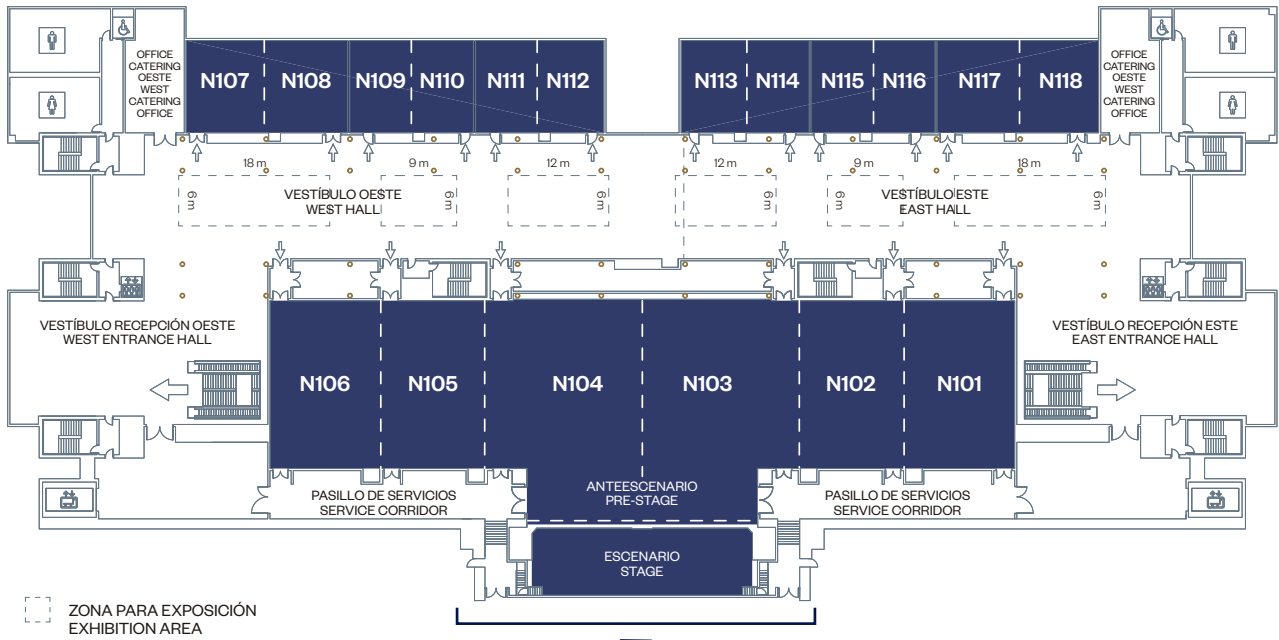 OFFICE
CATERING
OESTE
WEST
CATERING
OFFICE
N107
N108
N109
N110
N111
N112
N113
N114
N115
N116
N117
N118
OFFICE
CATERING
OESTE
WEST
CATERING
OFFICE
18 m
9 m
12 m
12 m
9 m
18 m
6 m
VESTÍBULO OESTE
WEST HALL
6 m
6 m
6 m
6 m
VESTÍBULO ESTE
EAST HALL
6 m
VESTÍBULO RECEPCIÓN OESTE
WEST ENTRANCE HALL
VESTÍBULO RECEPCIÓN ESTE
EAST ENTRANCE HALL
N106
N105
N104
N103
N102
N101
PASILLO DE SERVICIOS
SERVICE CORRIDOR
ANTEESCENARIO
PRE-STAGE
PASILLO DE SERVICIOS
SERVICE CORRIDOR
ESCENARIO
STAGE
ZONA PARA EXPOSICIÓN
EXHIBITION AREA